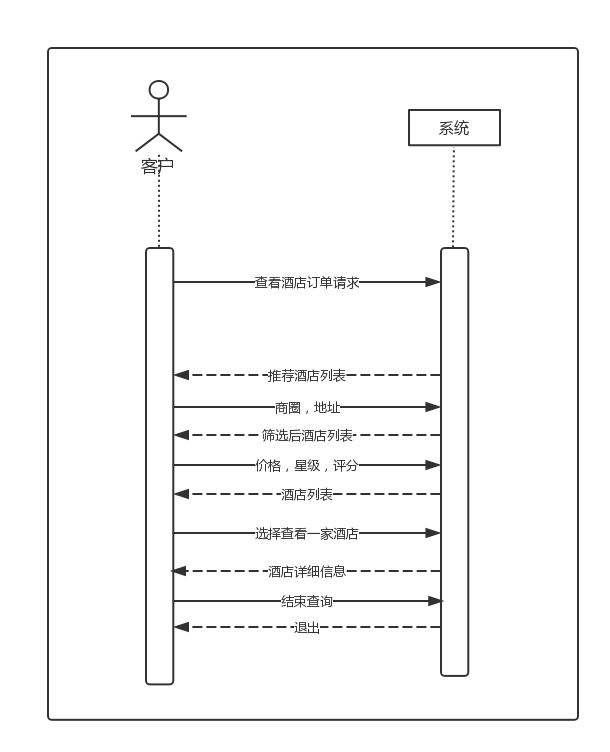 客户
系统
查看酒店订单请求
推荐酒店列表
商圈，地址
筛选后酒店列表
价格，星级，评分
酒店列表
选择查看一家酒店
酒店详细信息
结束查询
退出